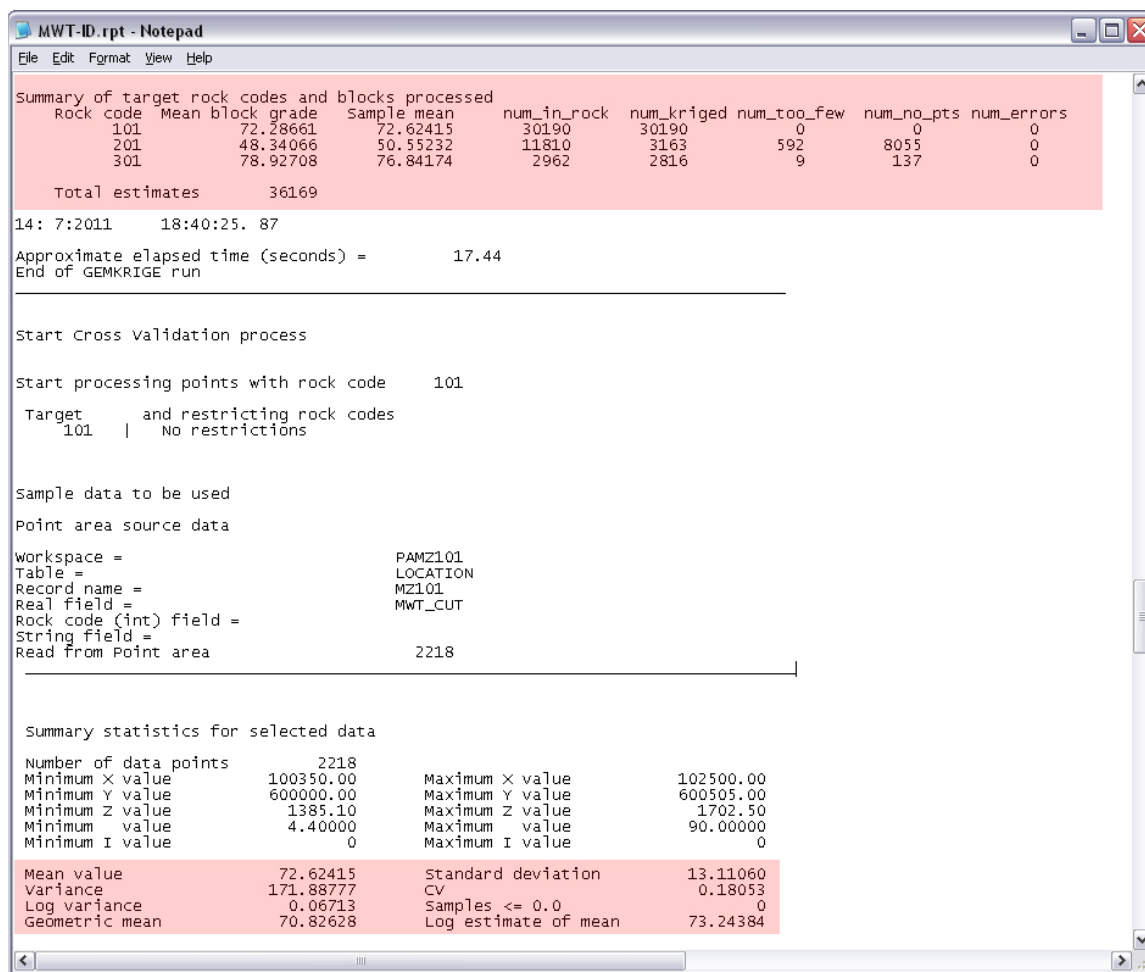 MWT-ID.rpt - Notepad
File Edit Format View Help
Summary of target rock codes and blocks processed
Rock code Mean block grade Sample mean num_in_rock num_kriged num_too_few num_no_pts num_errors
101 72.28661 72.62415 30190 30190 0 0 0
201 48.34066 50.55232 11810 3163 592 8055 0
301 78.92708 76.84174 2962 2816 9 137 0
Total estimates 36169
14: 7:2011 18:40:25. 87
Approximate elapsed time (seconds) = 17.44
End of GEMKRIGE run
Start Cross Validation process
Start processing points with rock code 101
Target and restricting rock codes
101 | No restrictions
Sample data to be used
Point area source data
Workspace = PAMZ101
Table = LOCATION
Record name = MZ101
Real field = MWT_CUT
Rock code (int) field =
String field =
Read from Point area 2218
Summary statistics for selected data
Number of data points 2218
Minimum X value 100350.00 Maximum X value 102500.00
Minimum Y value 600000.00 Maximum Y value 600505.00
Minimum Z value 1385.10 Maximum Z value 1702.50
Minimum value 4.40000 Maximum value 90.00000
Minimum I value 0 Maximum I value 0
Mean value 72.62415 Standard deviation 13.11060
Variance 171.88777 CV 0.18053
Log variance 0.06713 Samples <= 0.0 0
Geometric mean 70.82628 Log estimate of mean 73.24384